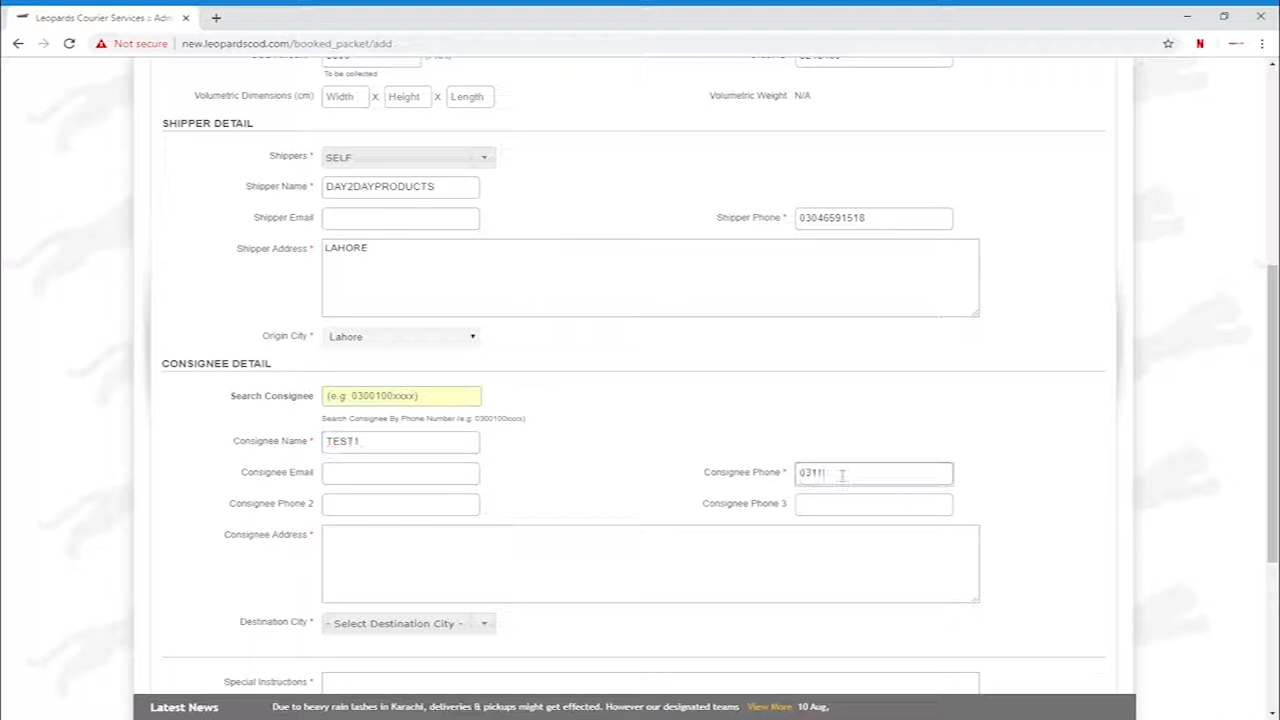 Leopards Courier Services :: Adm
Not secure new.leopardscod.com/booked_packet/add
N
To be collected
Volumetric Dimensions (cm) Width X Height X Length Volumetric Weight N/A
SHIPPER DETAIL
Shippers * SELF
Shipper Name * DAY2DAYPRODUCTS
Shipper Email Shipper Phone * 03046591518
Shipper Address * LAHORE
Origin City * Lahore
CONSIGNEE DETAIL
Search Consignee (e.g: 0300100xxxx)
Search Consignee By Phone Number (e.g: 0300100xxxx)
Consignee Name * TEST1
Consignee Email Consignee Phone * 0311
Consignee Phone 2 Consignee Phone 3
Consignee Address *
Destination City * - Select Destination City -
Special Instructions *
Latest News Due to heavy rain lashes in Karachi, deliveries & pickups might get effected. However our designated teams View More 10 Aug,